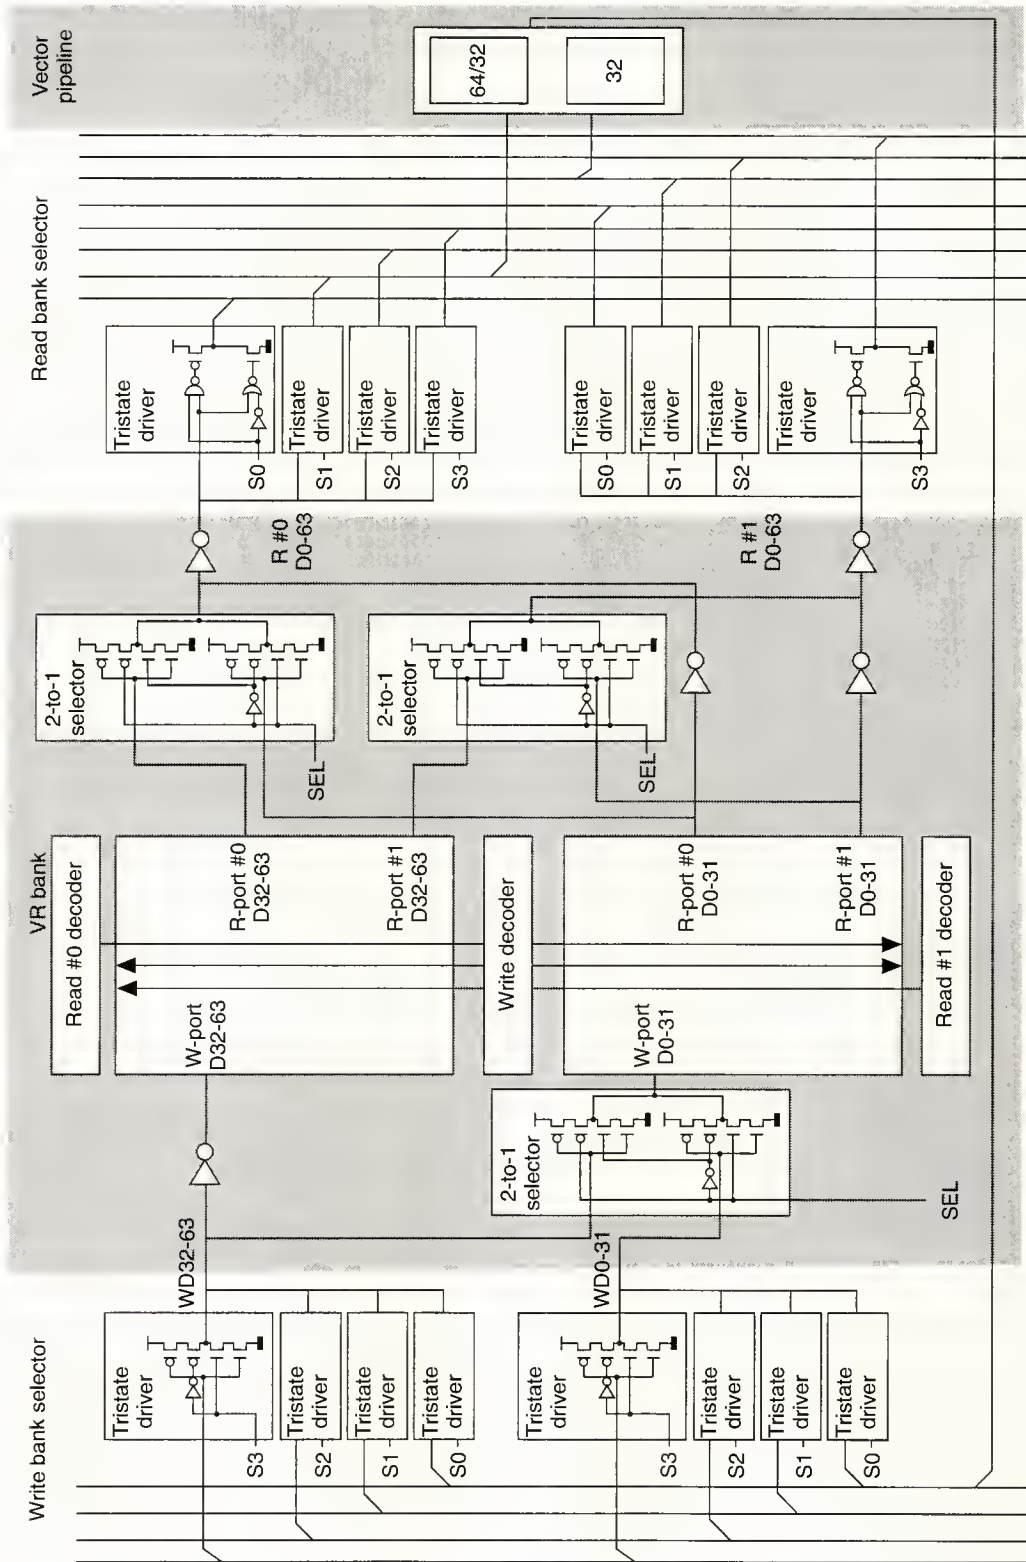 Write bank selector
Tristate
driver
S3
Tristate
driver
S2
Tristate
driver
S1
Tristate
driver
S0
WD32-63
Tristate
driver
S3
Tristate
driver
S2
Tristate
driver
S1
Tristate
driver
S0
WD0-31
VR bank
Read #0 decoder
W-port
D32-63
R-port #0
D32-63
R-port #1
D32-63
Write decoder
2-to-1
selector
SEL
W-port
D0-31
R-port #0
D0-31
R-port #1
D0-31
Read #1 decoder
2-to-1
selector
SEL
2-to-1
selector
SEL
R #0
D0-63
R #1
D0-63
Read bank selector
Tristate
driver
S0
Tristate
driver
S1
Tristate
driver
S2
Tristate
driver
S3
Tristate
driver
S0
Tristate
driver
S1
Tristate
driver
S2
Tristate
driver
S3
Vector
pipeline
64/32
32